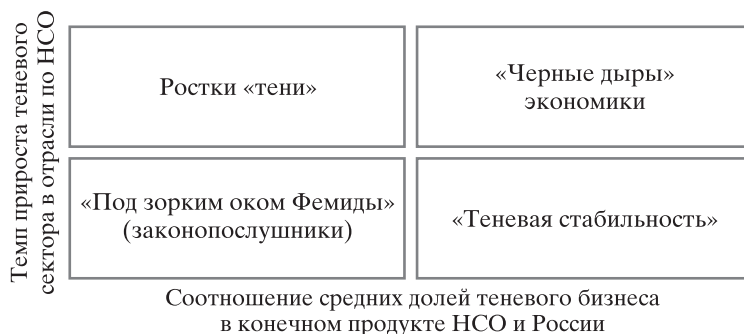 Темп прироста теневого
сектора в отрасли по НСО
Ростки «тени»
«Черные дыры»
экономики
«Под зорким оком Фемиды»
(законопослушники)
«Теневая стабильность»
Соотношение средних долей теневого бизнеса
в конечном продукте НСО и России